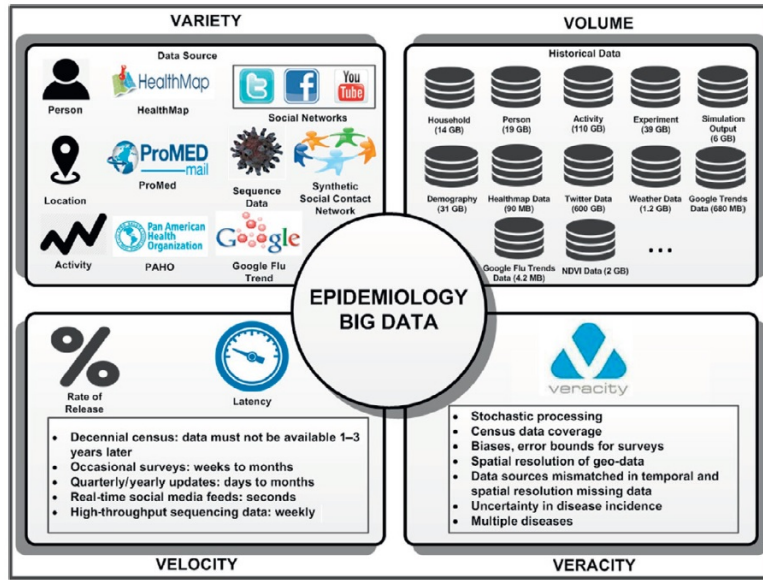 VARIETY
Data Source
Person
HealthMap
HealthMap
You
Tube
Social Networks
Location
ProMED
mail
ProMed
Sequence
Data
Synthetic
Social Contact
Network
Activity
Pan American
Health
Organization
PAHO
Google
Google Flu
Trend
VOLUME
Historical Data
Household
(14 GB)
Person
(19 GB)
Activity
(110 GB)
Experiment
(39 GB)
Simulation
Output
(6 GB)
Demography
(31 GB)
Healthmap Data
(90 MB)
Twitter Data
(600 GB)
Weather Data
(1.2 GB)
Google Trends
Data (680 MB)
Google Flu Trends
Data (4.2 MB)
NDVI Data (2 GB)
...
EPIDEMIOLOGY
BIG DATA
%
Rate of
Release
Latency
• Decennial census: data must not be available 1–3
years later
• Occasional surveys: weeks to months
• Quarterly/yearly updates: days to months
• Real-time social media feeds: seconds
• High-throughput sequencing data: weekly
VELOCITY
veracity
• Stochastic processing
• Census data coverage
• Biases, error bounds for surveys
• Spatial resolution of geo-data
• Data sources mismatched in temporal and
spatial resolution missing data
• Uncertainty in disease incidence
• Multiple diseases
VERACITY